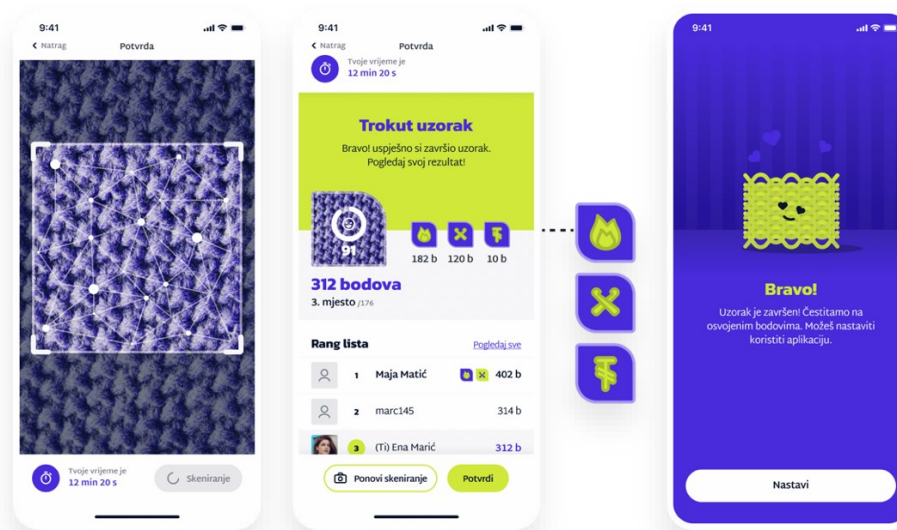 9:41
Natrag
Potvrda
Tvoje vrijeme je
12 min 20 s
Skeniranje
9:41
Natrag
Potvrda
Tvoje vrijeme je
12 min 20 s
Trokut uzorak
Bravo! uspješno si završio uzorak.
Pogledaj svoj rezultat!
91
182 b 120 b 10 b
312 bodova
3. mjesto /176
Rang lista Pogledaj sve
1 Maja Matić 402 b
2 marc145 314 b
3 (Ti) Ena Marić 312 b
Ponovi skeniranje Potvrdi
9:41
Bravo!
Uzorak je završen! Čestitamo na
osvojenim bodovima. Možeš nastaviti
koristiti aplikaciju.
Nastavi